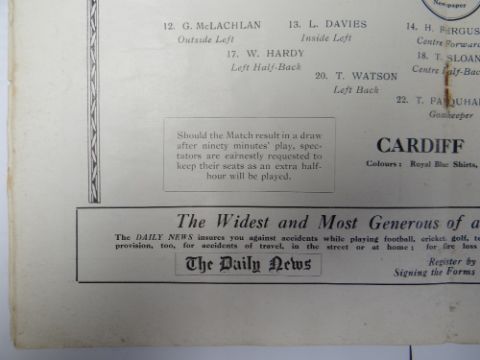 Newspaper
12. G. McLACHLAN
Outside Left
13. L. DAVIES
Inside Left
14. H. FERGUS
Centre Forward
17. W. HARDY
Left Half-Back
18. T. SLOAN
Centre Half-Back
20. T. WATSON
Left Back
22. T. FARQUHAR
Goalkeeper
Should the Match result in a draw
after ninety minutes' play, spec-
tators are earnestly requested to
keep their seats as an extra half-
hour will be played.
CARDIFF
Colours: Royal Blue Shirts,
The Widest and Most Generous of a
The DAILY NEWS insures you against accidents while playing football, cricket, golf, te
provision, too, for accidents of travel, in the street or at home; for fire loss
The Daily News
Register by
Signing the Forms